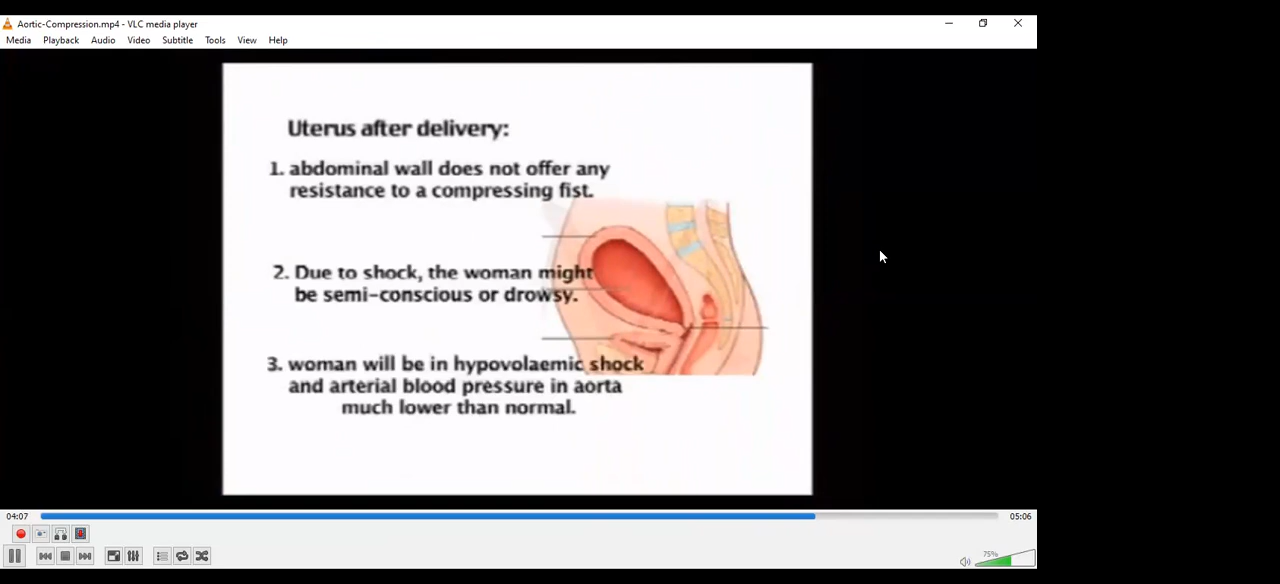 Aortic-Compression.mp4 - VLC media player
Media Playback Audio Video Subtitle Tools View Help
Uterus after delivery:
1. abdominal wall does not offer any
resistance to a compressing fist.
2. Due to shock, the woman might
be semi-conscious or drowsy.
3. woman will be in hypovolaemic shock
and arterial blood pressure in aorta
much lower than normal.
04:07
05:06
75%